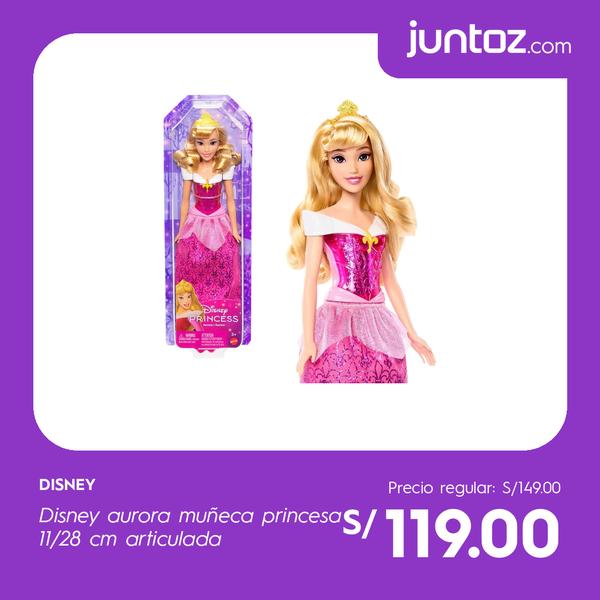 juntoz.com
Disney
PRINCESS
3+
DISNEY
Precio regular: S/149.00
Disney aurora muñeca princesa
11/28 cm articulada
S/119.00